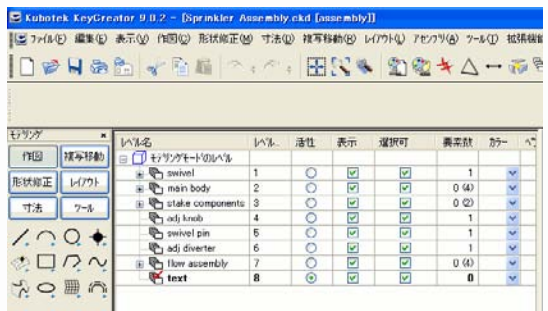 Kubotek KeyCreator 9.0.2 - [Sprinkler Assembly.ckd [assembly]]
ファイル(F) 編集(E) 表示(V) 作図(C) 形状修正(M) 寸法(D) 複写移動(R) レイアウト(L) アセンブリ(A) ツール(T) 拡張機能
モデリング
作図 複写移動
形状修正 レイアウト
寸法 ツール
レベル名 レベル.. 活性 表示 選択可 要素数 カラー ペ
モデリングモードのレベル
swivel 1 1
main body 2 0 (4)
stake components 3 0 (2)
adj knob 4 1
swivel pin 5 1
adj diverter 6 1
flow assembly 7 0 (4)
text 8 0